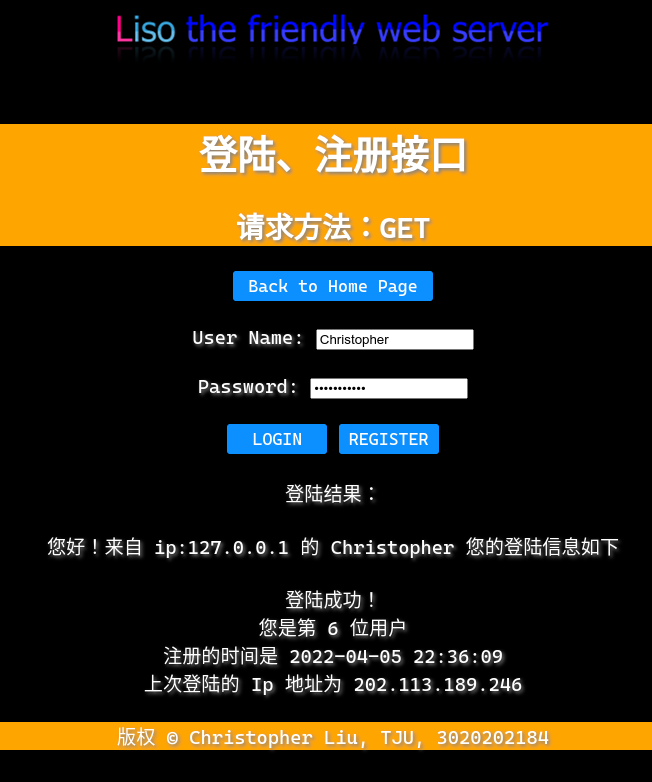 Liso the friendly web server
登陆、注册接口
请求方法：GET
Back to Home Page
User Name: Christopher
Password: •••••••••••
LOGIN REGISTER
登陆结果：
您好！来自 ip:127.0.0.1 的 Christopher 您的登陆信息如下
登陆成功！
您是第 6 位用户
注册的时间是 2022-04-05 22:36:09
上次登陆的 Ip 地址为 202.113.189.246
版权 © Christopher Liu, TJU, 3020202184